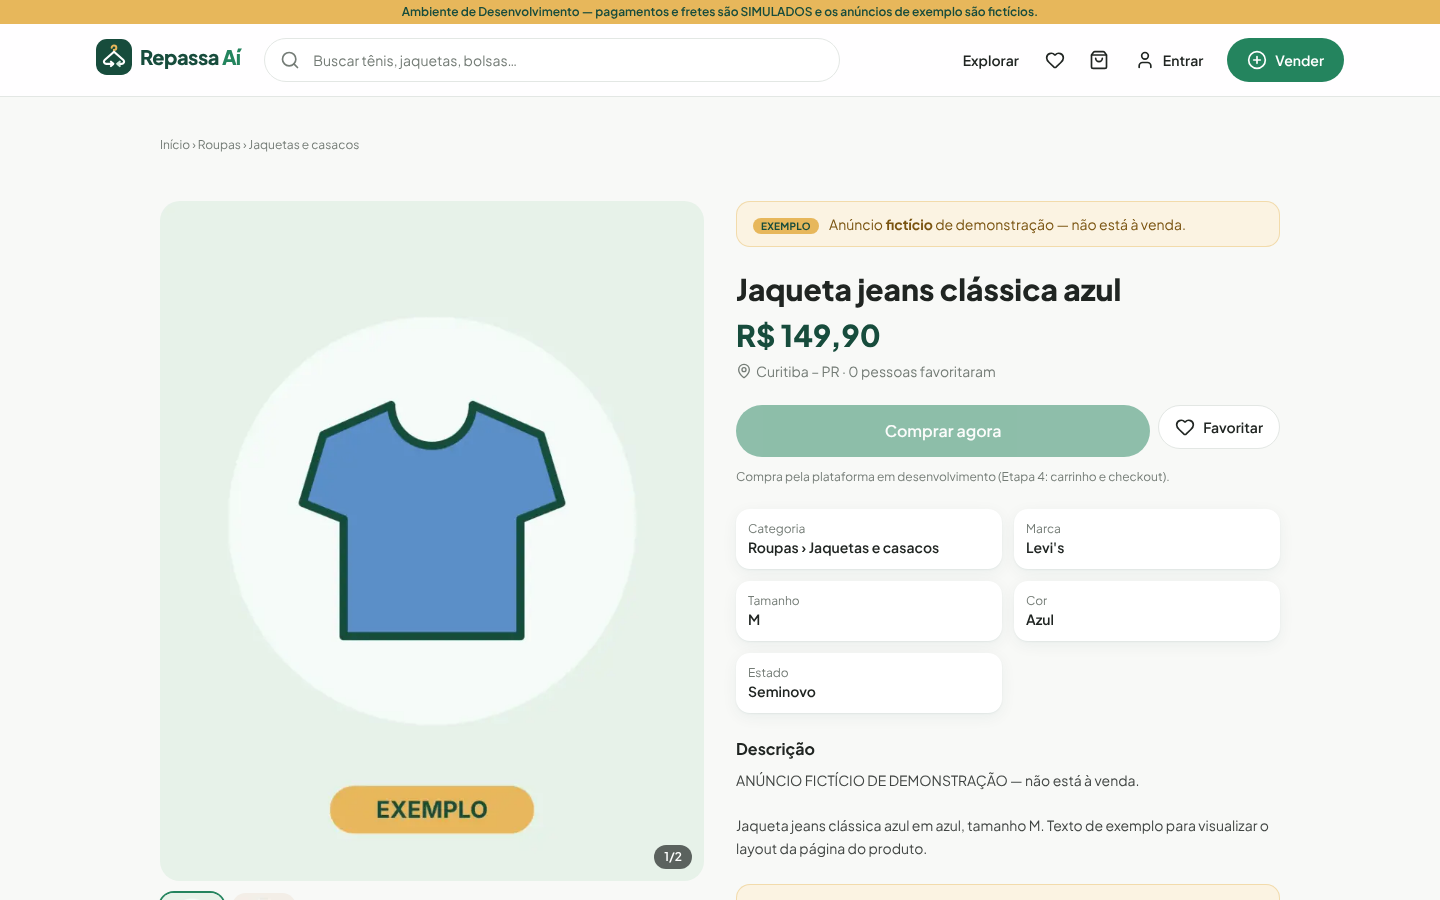 Ambiente de Desenvolvimento — pagamentos e fretes são SIMULADOS e os anúncios de exemplo são fictícios.
Repassa Aí
Buscar tênis, jaquetas, bolsas...
Explorar
Entrar
Vender
Início › Roupas › Jaquetas e casacos
EXEMPLO
1/2
EXEMPLO Anúncio fictício de demonstração — não está à venda.
Jaqueta jeans clássica azul
R$ 149,90
Curitiba – PR · 0 pessoas favoritaram
Comprar agora
Favoritar
Compra pela plataforma em desenvolvimento (Etapa 4: carrinho e checkout).
Categoria
Roupas › Jaquetas e casacos
Marca
Levi's
Tamanho
M
Cor
Azul
Estado
Seminovo
Descrição
ANÚNCIO FICTÍCIO DE DEMONSTRAÇÃO — não está à venda.
Jaqueta jeans clássica azul em azul, tamanho M. Texto de exemplo para visualizar o
layout da página do produto.